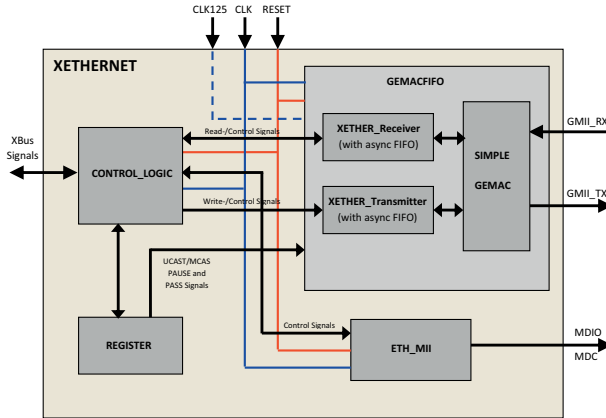 CLK125 CLK RESET
XETHERNET
GEMACFIFO
XBus
Signals
CONTROL_LOGIC
Read-/Control Signals
XETHER_Receiver
(with async FIFO)
SIMPLE
GEMAC
GMII_RX
Write-/Control Signals
XETHER_Transmitter
(with async FIFO)
GMII_TX
UCAST/MCAS
PAUSE and
PASS Signals
REGISTER
Control Signals
ETH_MII
MDIO
MDC